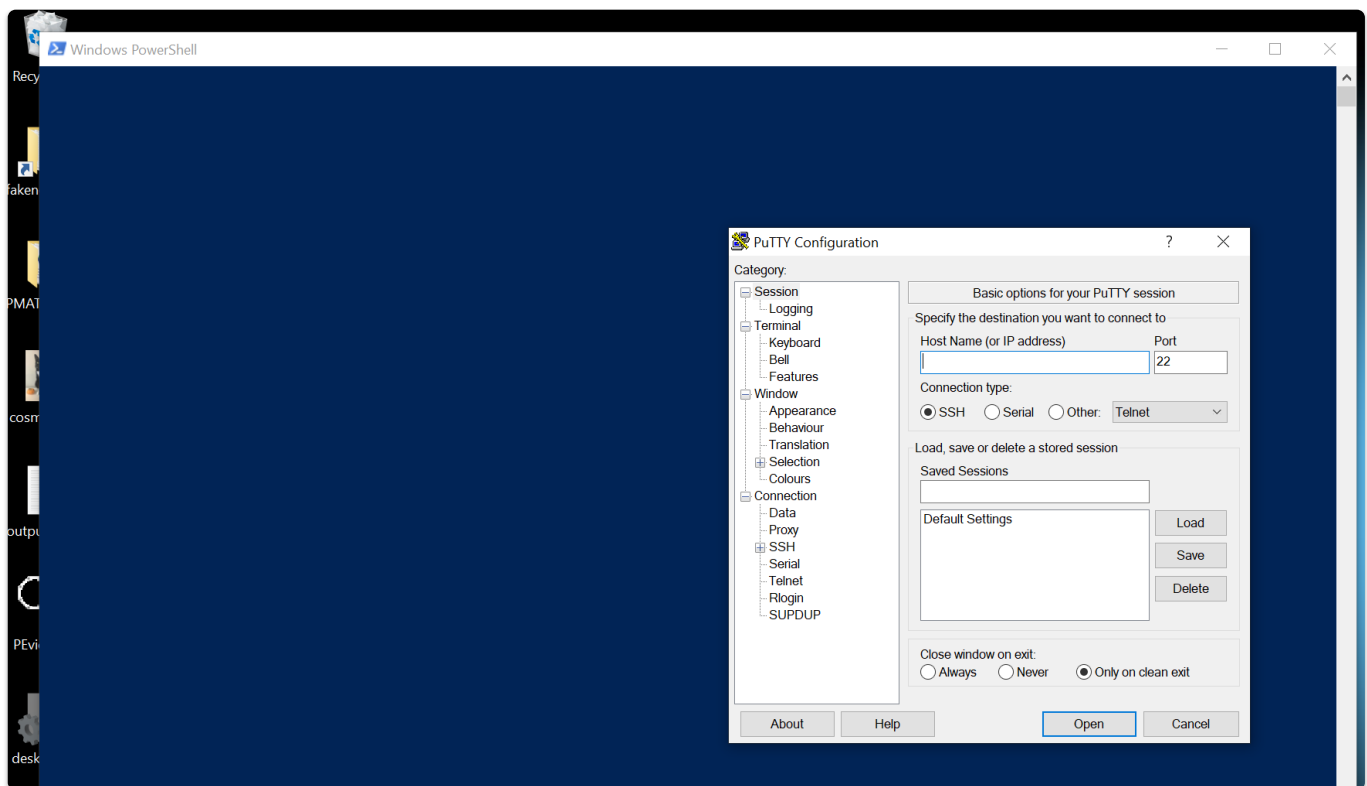 Windows PowerShell
Recy
faken
PMAT
cosm
outpu
PEvi
desk
PuTTY Configuration
?
Category:
Session
Logging
Terminal
Keyboard
Bell
Features
Window
Appearance
Behaviour
Translation
Selection
Colours
Connection
Data
Proxy
SSH
Serial
Telnet
Rlogin
SUPDUP
Basic options for your PuTTY session
Specify the destination you want to connect to
Host Name (or IP address) Port
22
Connection type:
SSH Serial Other: Telnet
Load, save or delete a stored session
Saved Sessions
Default Settings
Load
Save
Delete
Close window on exit:
Always Never Only on clean exit
About Help Open Cancel